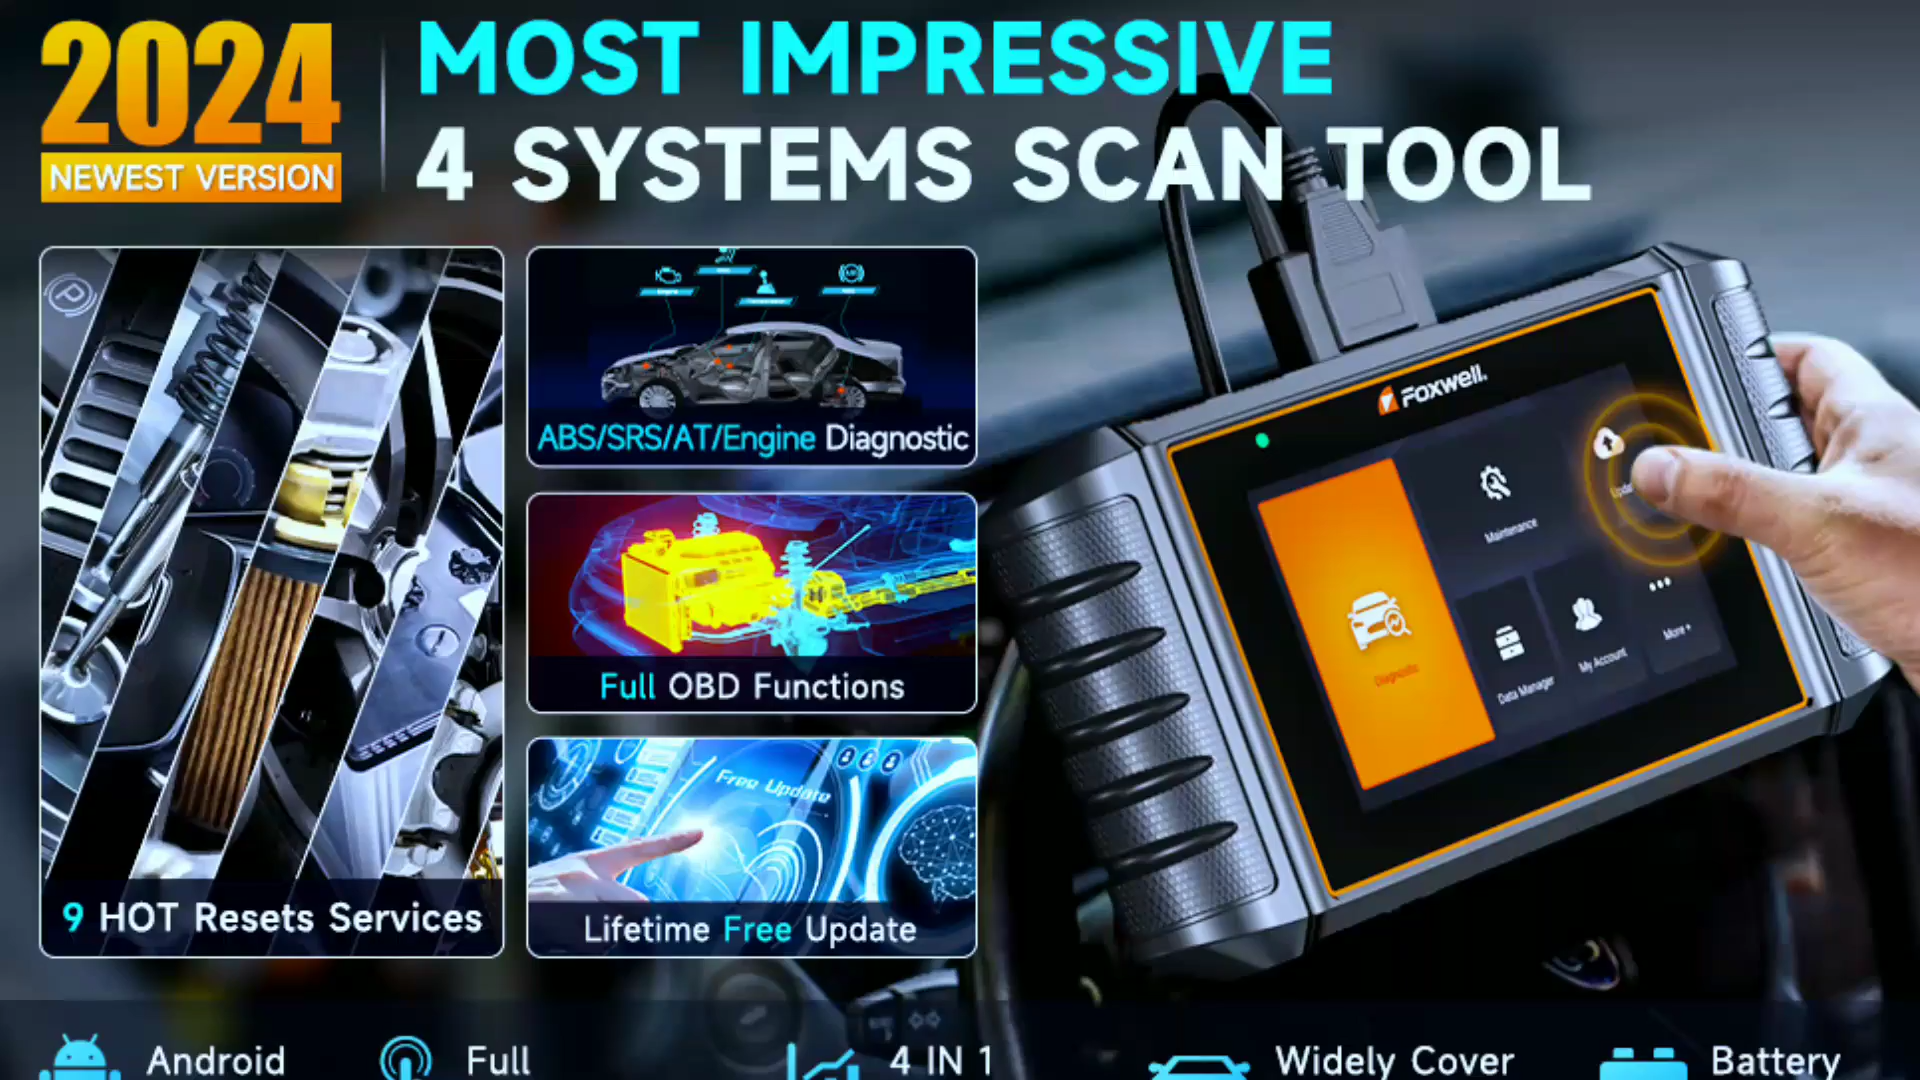 2024
NEWEST VERSION
MOST IMPRESSIVE
4 SYSTEMS SCAN TOOL
ABS/SRS/AT/Engine Diagnostic
Full OBD Functions
Free Update
Lifetime Free Update
9 HOT Resets Services
FOXWELL
Maintenance
Diagnostic
Data Manager
My Account
More +
Android
Full
4 IN 1
Widely Cover
Battery